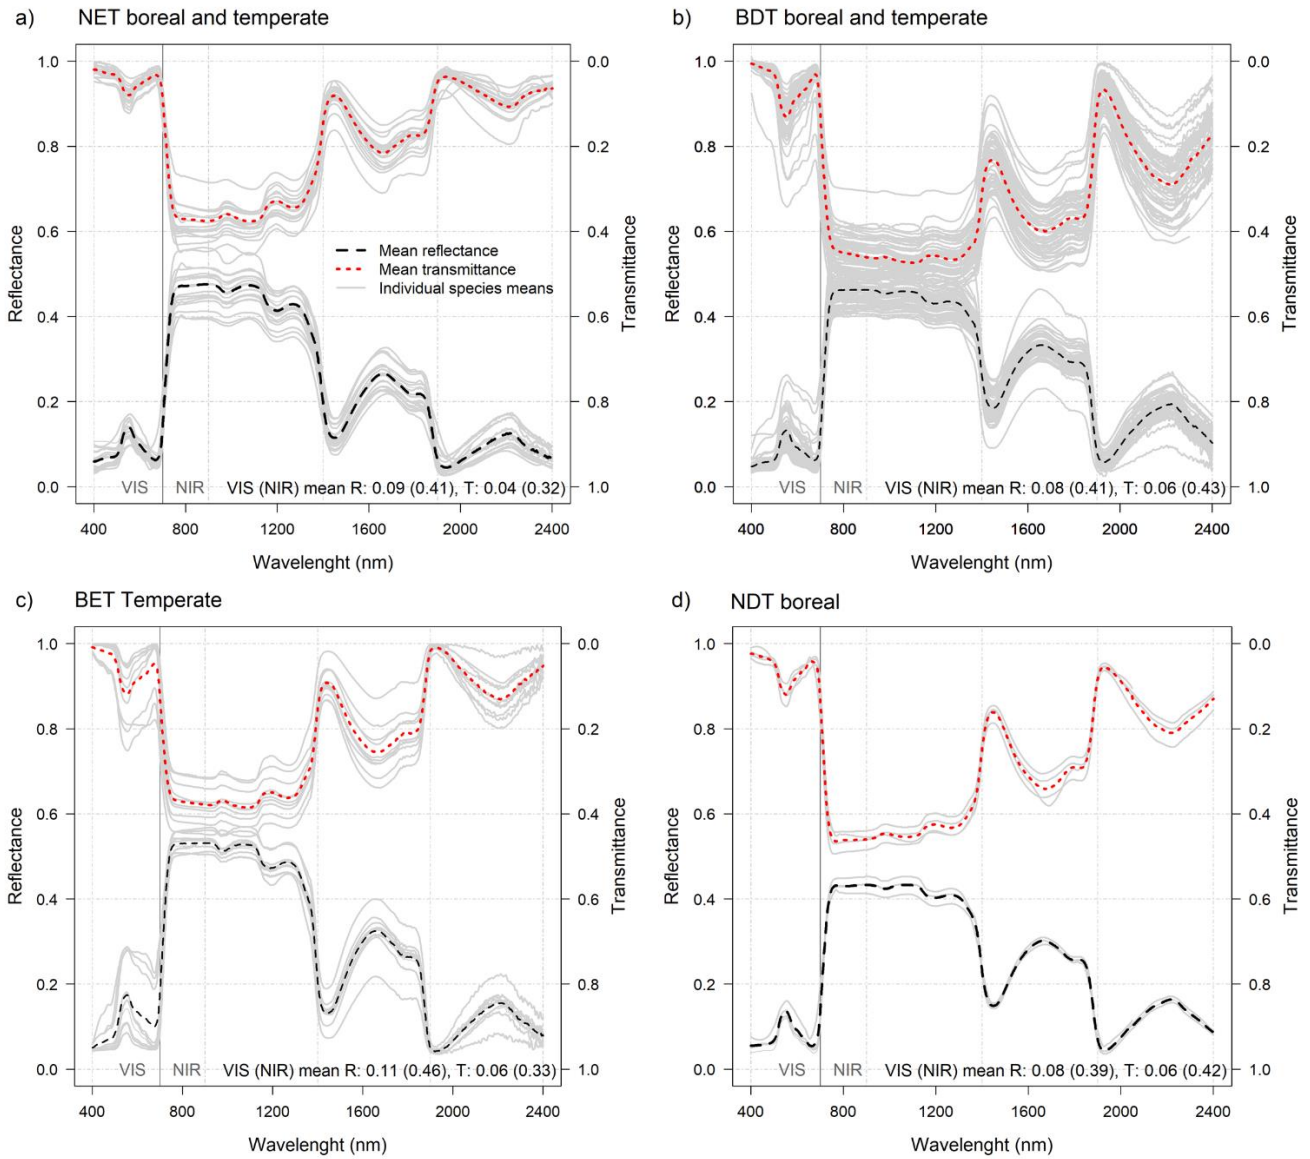 a) NET boreal and temperate
1.0
0.8
0.6
0.4
0.2
0.0
Reflectance
0.0
0.2
0.4
0.6
0.8
1.0
Transmittance
Mean reflectance
Mean transmittance
Individual species means
VIS NIR VIS (NIR) mean R: 0.09 (0.41), T: 0.04 (0.32)
400 800 1200 1600 2000 2400
Wavelenght (nm)
b) BDT boreal and temperate
1.0
0.8
0.6
0.4
0.2
0.0
Reflectance
0.0
0.2
0.4
0.6
0.8
1.0
Transmittance
VIS NIR VIS (NIR) mean R: 0.08 (0.41), T: 0.06 (0.43)
400 800 1200 1600 2000 2400
Wavelenght (nm)
c) BET Temperate
1.0
0.8
0.6
0.4
0.2
0.0
Reflectance
0.0
0.2
0.4
0.6
0.8
1.0
Transmittance
VIS NIR VIS (NIR) mean R: 0.11 (0.46), T: 0.06 (0.33)
400 800 1200 1600 2000 2400
Wavelenght (nm)
d) NDT boreal
1.0
0.8
0.6
0.4
0.2
0.0
Reflectance
0.0
0.2
0.4
0.6
0.8
1.0
Transmittance
VIS NIR VIS (NIR) mean R: 0.08 (0.39), T: 0.06 (0.42)
400 800 1200 1600 2000 2400
Wavelenght (nm)